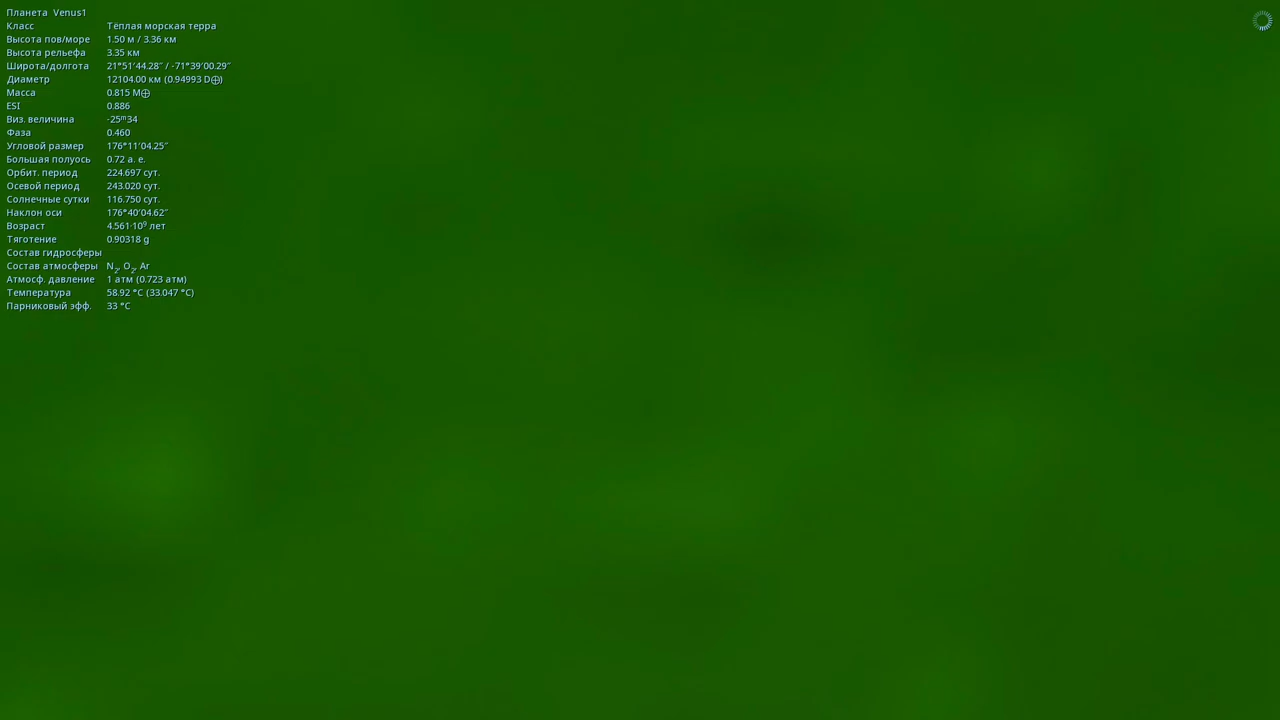 Планета Venus1
Класс Тёплая морская терра
Высота пов/море 1.50 м / 3.36 км
Высота рельефа 3.35 км
Широта/долгота 21°51′44.28″ / -71°39′00.29″
Диаметр 12104.00 км (0.94993 D⊕)
Масса 0.815 M⊕
ESI 0.886
Виз. величина -25ᵐ34
Фаза 0.460
Угловой размер 176°11′04.25″
Большая полуось 0.72 а. е.
Орбит. период 224.697 сут.
Осевой период 243.020 сут.
Солнечные сутки 116.750 сут.
Наклон оси 176°40′04.62″
Возраст 4.561·10⁹ лет
Тяготение 0.90318 g
Состав гидросферы
Состав атмосферы N₂, O₂, Ar
Атмосф. давление 1 атм (0.723 атм)
Температура 58.92 °C (33.047 °C)
Парниковый эфф. 33 °C